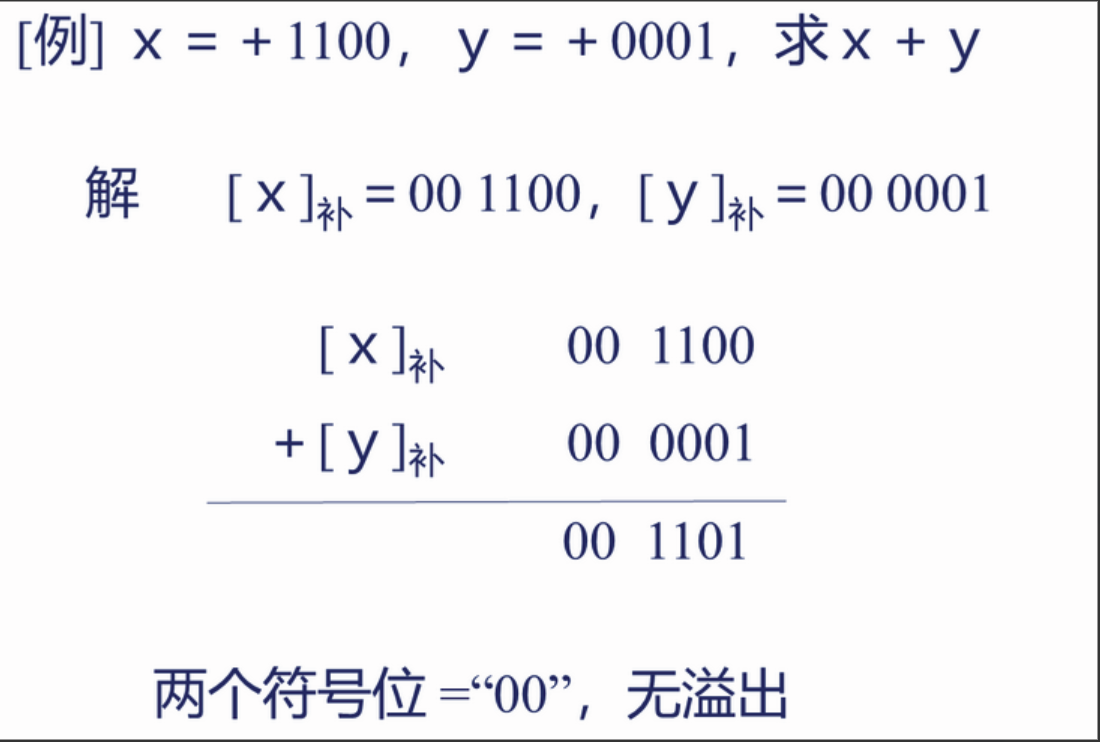 [例] x = + 1100, y = + 0001, 求 x + y
解 [ x ]补 = 00 1100, [ y ]补 = 00 0001
[ x ]补 00 1100
+ [ y ]补 00 0001
00 1101
两个符号位 =“00”, 无溢出